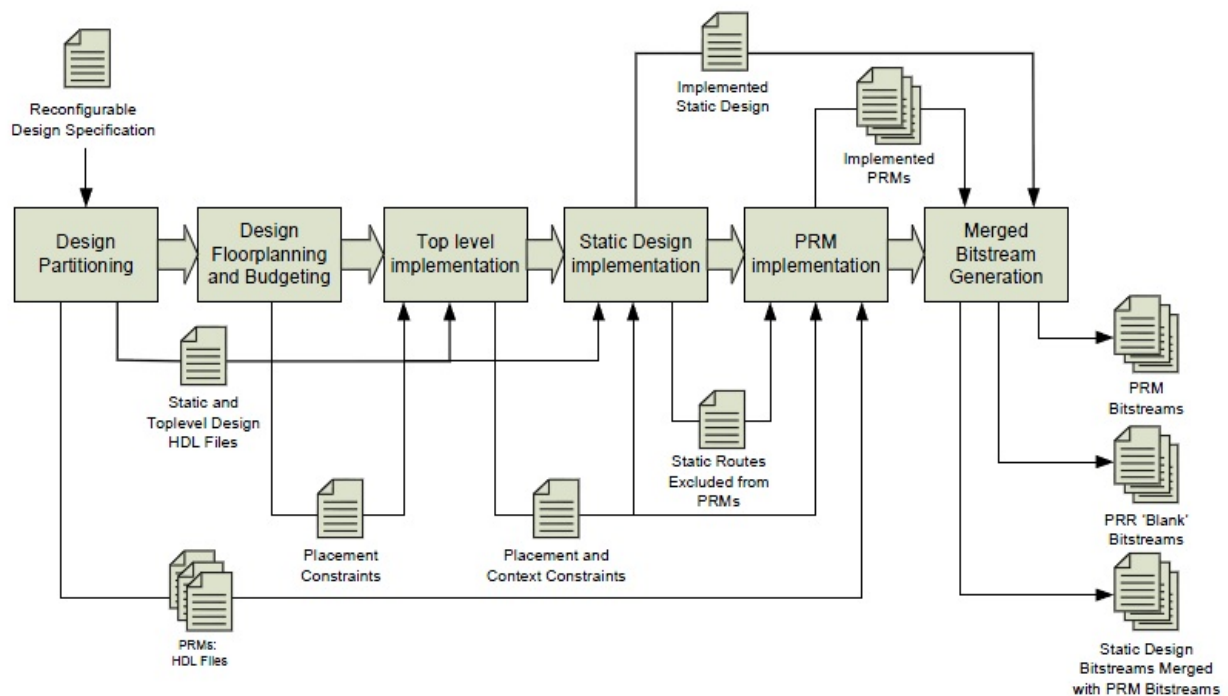 Reconfigurable
Design Specification
Implemented
Static Design
Implemented
PRMs
Design
Partitioning
Design
Floorplanning
and Budgeting
Top level
implementation
Static Design
implementation
PRM
implementation
Merged
Bitstream
Generation
Static and
Toplevel Design
HDL Files
Placement
Constraints
Placement and
Context Constraints
Static Routes
Excluded from
PRMs
PRMs:
HDL Files
PRM
Bitstreams
PRR 'Blank'
Bitstreams
Static Design
Bitstreams Merged
with PRM Bitstreams